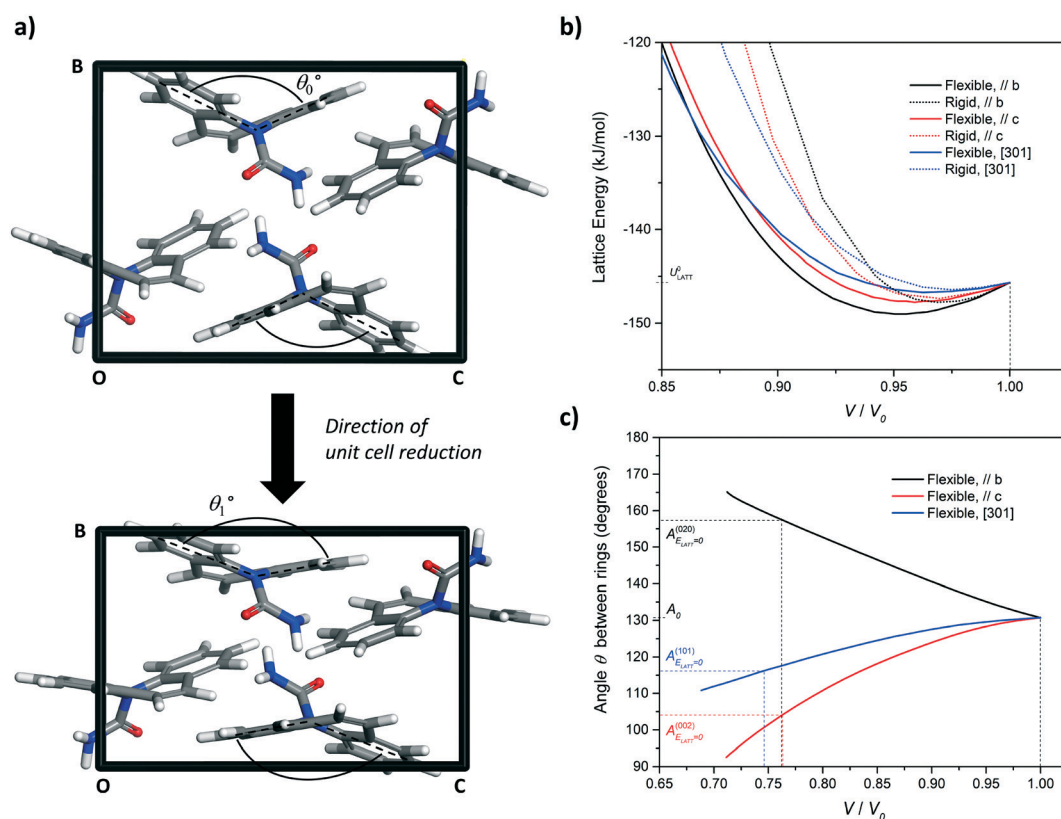 a)
B
θ₀°
O
C
Direction of
unit cell reduction
B
θ₁°
O
C
b)
Lattice Energy (kJ/mol)
-120
-130
-140
U⁰LATT
-150
Flexible, // b
Rigid, // b
Flexible, // c
Rigid, // c
Flexible, [301]
Rigid, [301]
0.85
0.90
0.95
1.00
V / V₀
c)
Angle θ between rings (degrees)
180
170
160
150
140
130
120
110
100
90
Flexible, // b
Flexible, // c
Flexible, [301]
A(020)ELATT=0
A₀
A(101)ELATT=0
A(002)ELATT=0
0.65
0.70
0.75
0.80
0.85
0.90
0.95
1.00
V / V₀